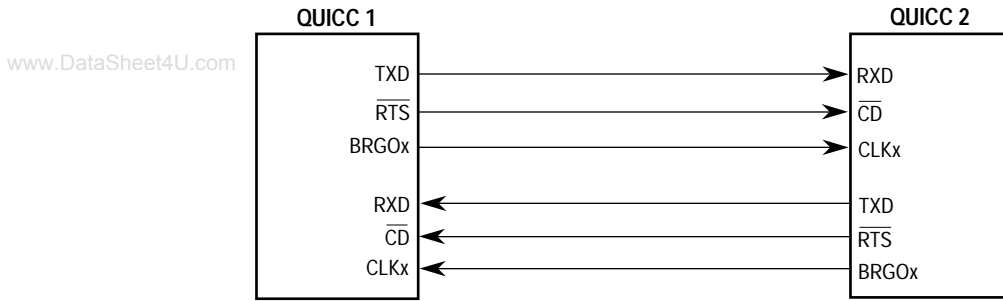 QUICC 1
QUICC 2
www.DataSheet4U.com
TXD
RXD
RTS
CD
BRGOx
CLKx
RXD
TXD
CD
RTS
CLKx
BRGOx